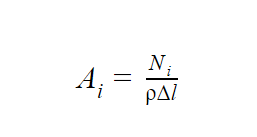 A_i = N_i / ρΔl